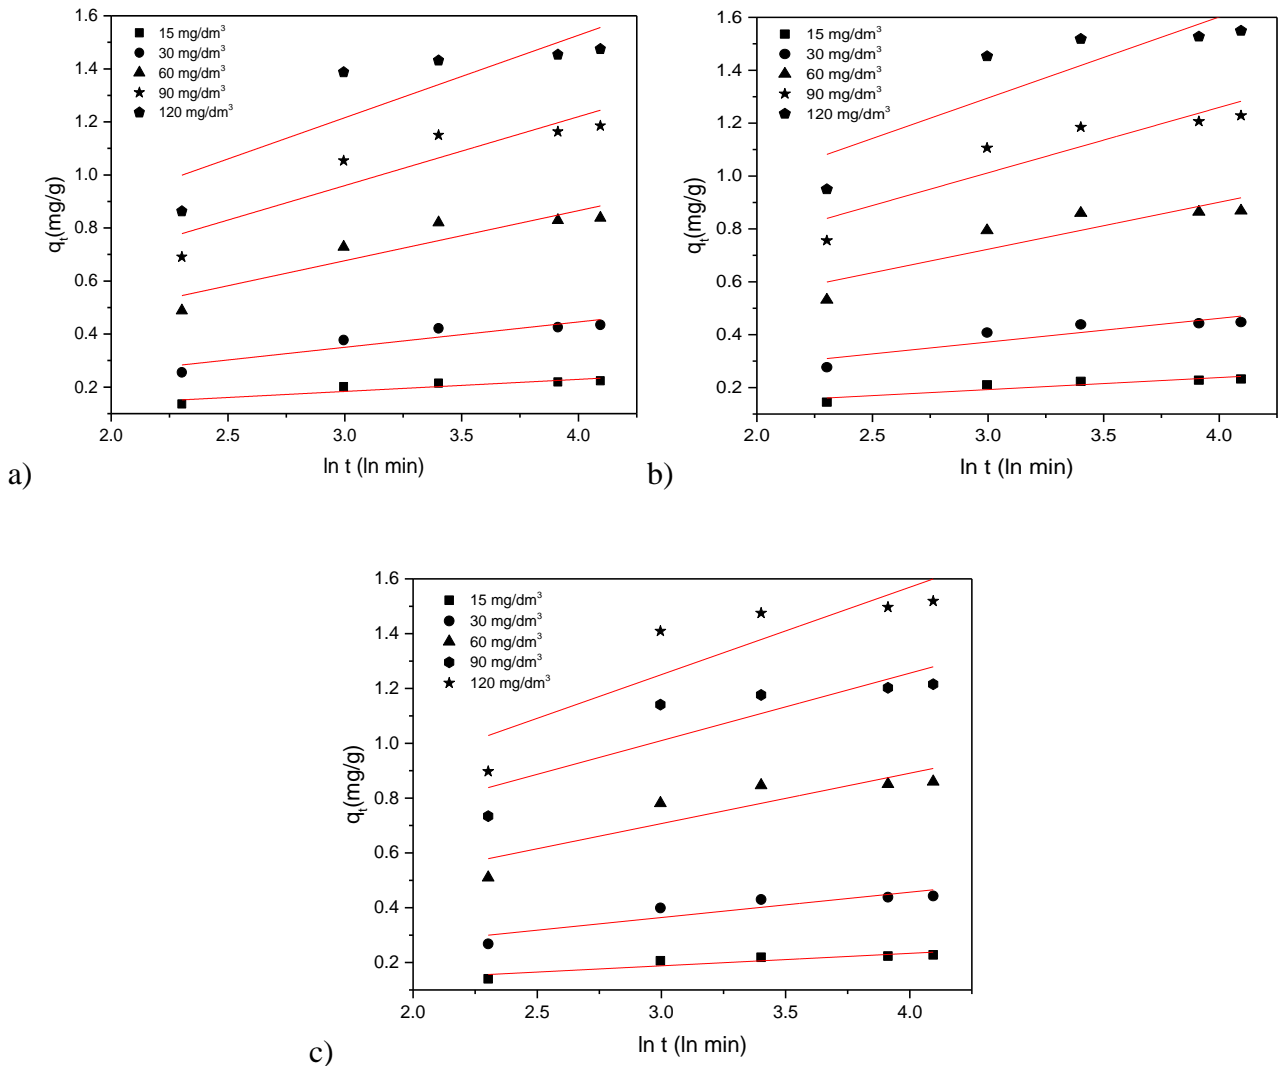 1.6
1.4
1.2
1.0
0.8
0.6
0.4
0.2
qt(mg/g)
15 mg/dm³
30 mg/dm³
60 mg/dm³
90 mg/dm³
120 mg/dm³
2.0 2.5 3.0 3.5 4.0
ln t (ln min)
a)
1.6
1.4
1.2
1.0
0.8
0.6
0.4
0.2
qt(mg/g)
15 mg/dm³
30 mg/dm³
60 mg/dm³
90 mg/dm³
120 mg/dm³
2.0 2.5 3.0 3.5 4.0
ln t (ln min)
b)
1.6
1.4
1.2
1.0
0.8
0.6
0.4
0.2
qt(mg/g)
15 mg/dm³
30 mg/dm³
60 mg/dm³
90 mg/dm³
120 mg/dm³
2.0 2.5 3.0 3.5 4.0
ln t (ln min)
c)